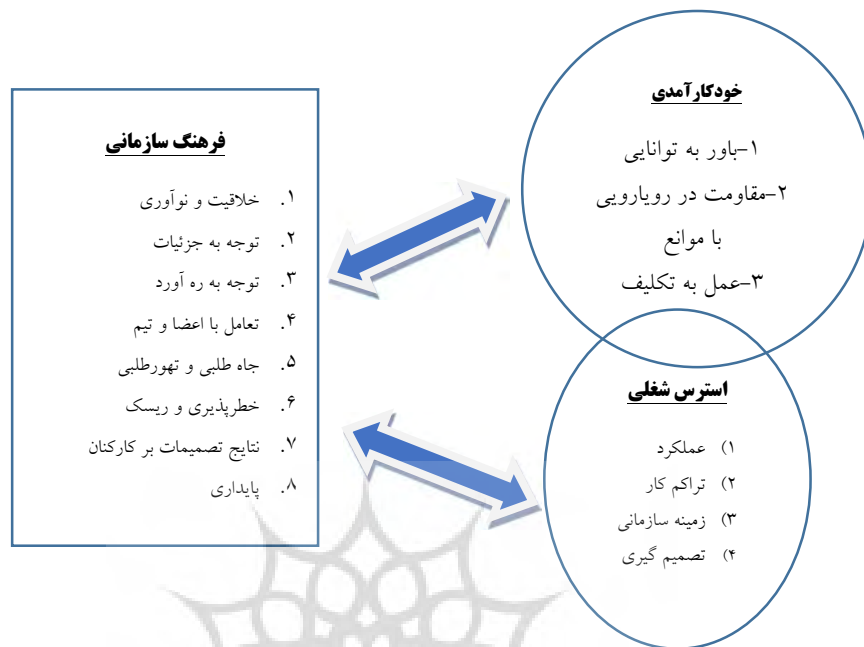 فرهنگ سازمانی
۱. خلاقیت و نوآوری
۲. توجه به جزئیات
۳. توجه به ره آورد
۴. تعامل با اعضا و تیم
۵. جاه طلبی و تهورطلبی
۶. خطرپذیری و ریسک
۷. نتایج تصمیمات بر کارکنان
۸. پایداری
خودکارآمدی
۱-باور به توانایی
۲-مقاومت در رویارویی
با موانع
۳-عمل به تکلیف
استرس شغلی
۱) عملکرد
۲) تراکم کار
۳) زمینه سازمانی
۴) تصمیم گیری